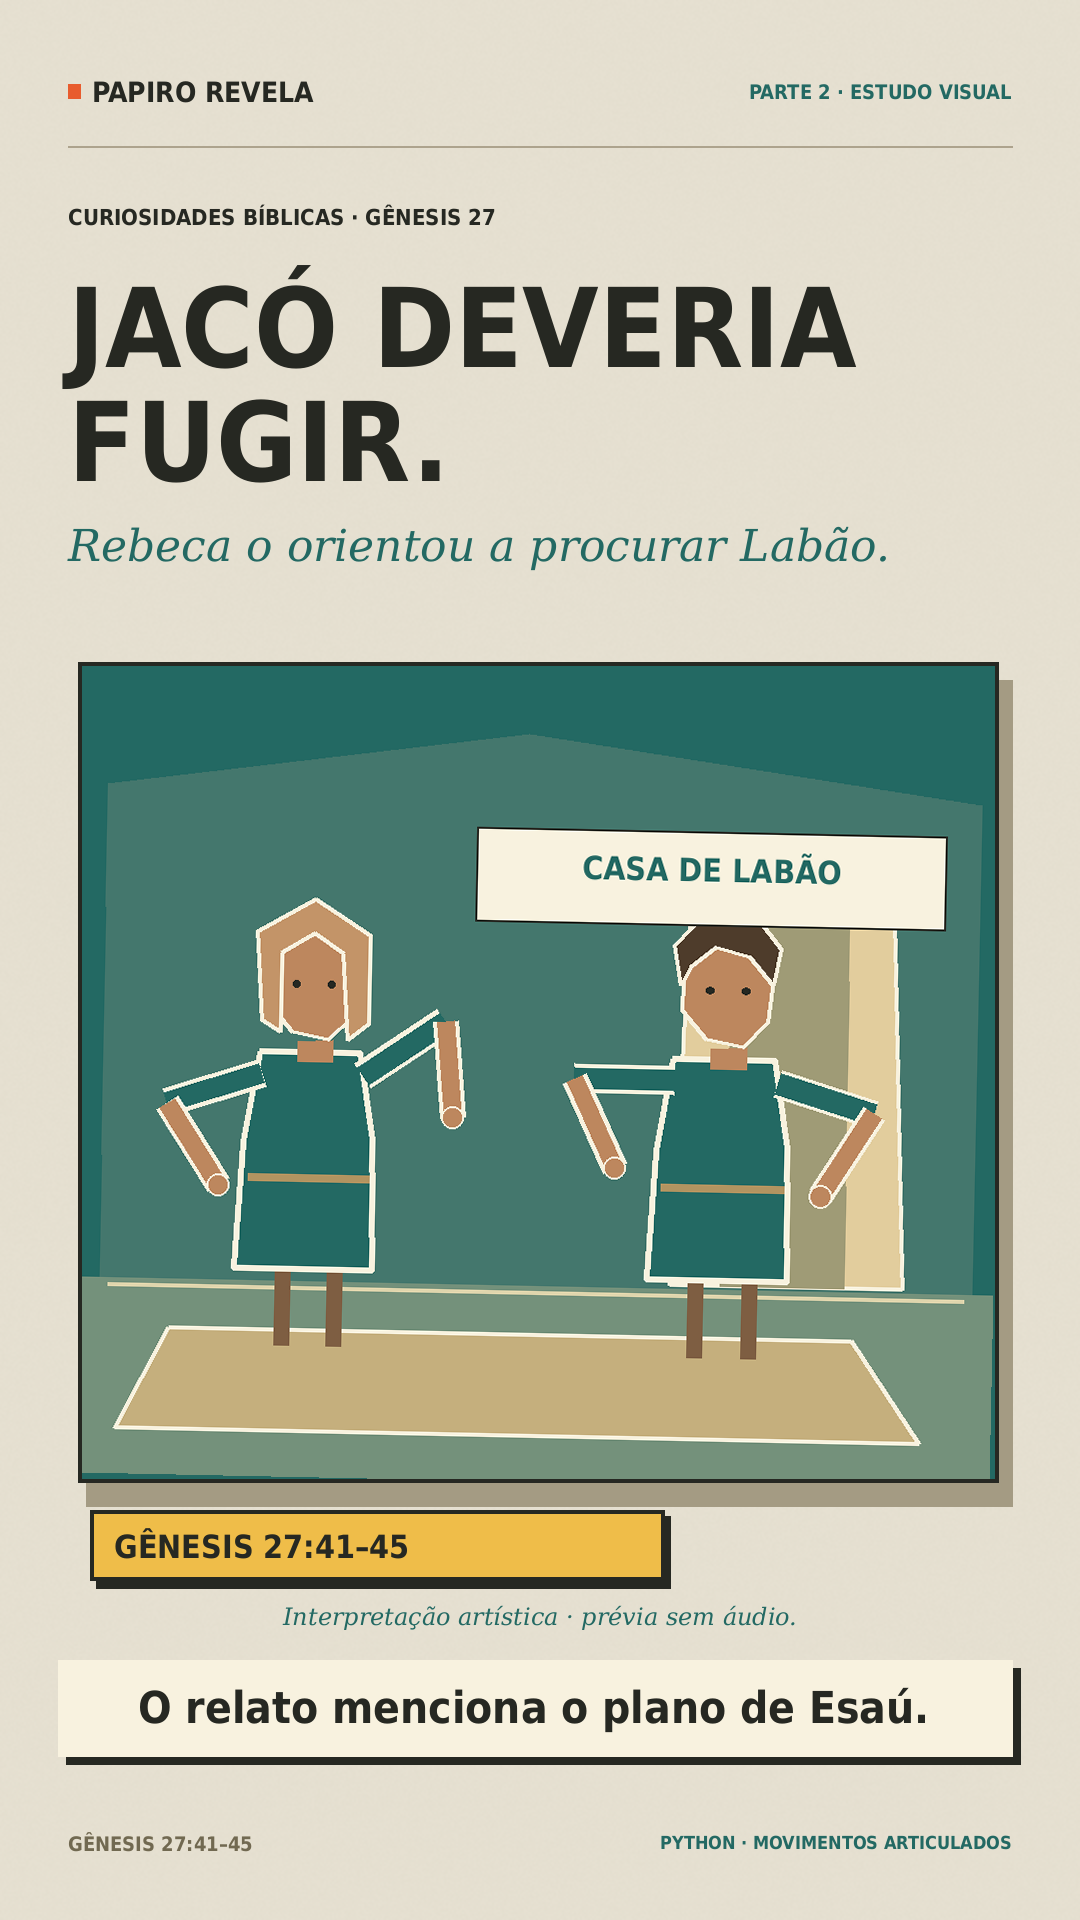 PAPIRO REVELA
PARTE 2 · ESTUDO VISUAL
CURIOSIDADES BÍBLICAS · GÊNESIS 27
JACÓ DEVERIA
FUGIR.
Rebeca o orientou a procurar Labão.
CASA DE LABÃO
GÊNESIS 27:41–45
Interpretação artística · prévia sem áudio.
O relato menciona o plano de Esaú.
GÊNESIS 27:41–45
PYTHON · MOVIMENTOS ARTICULADOS